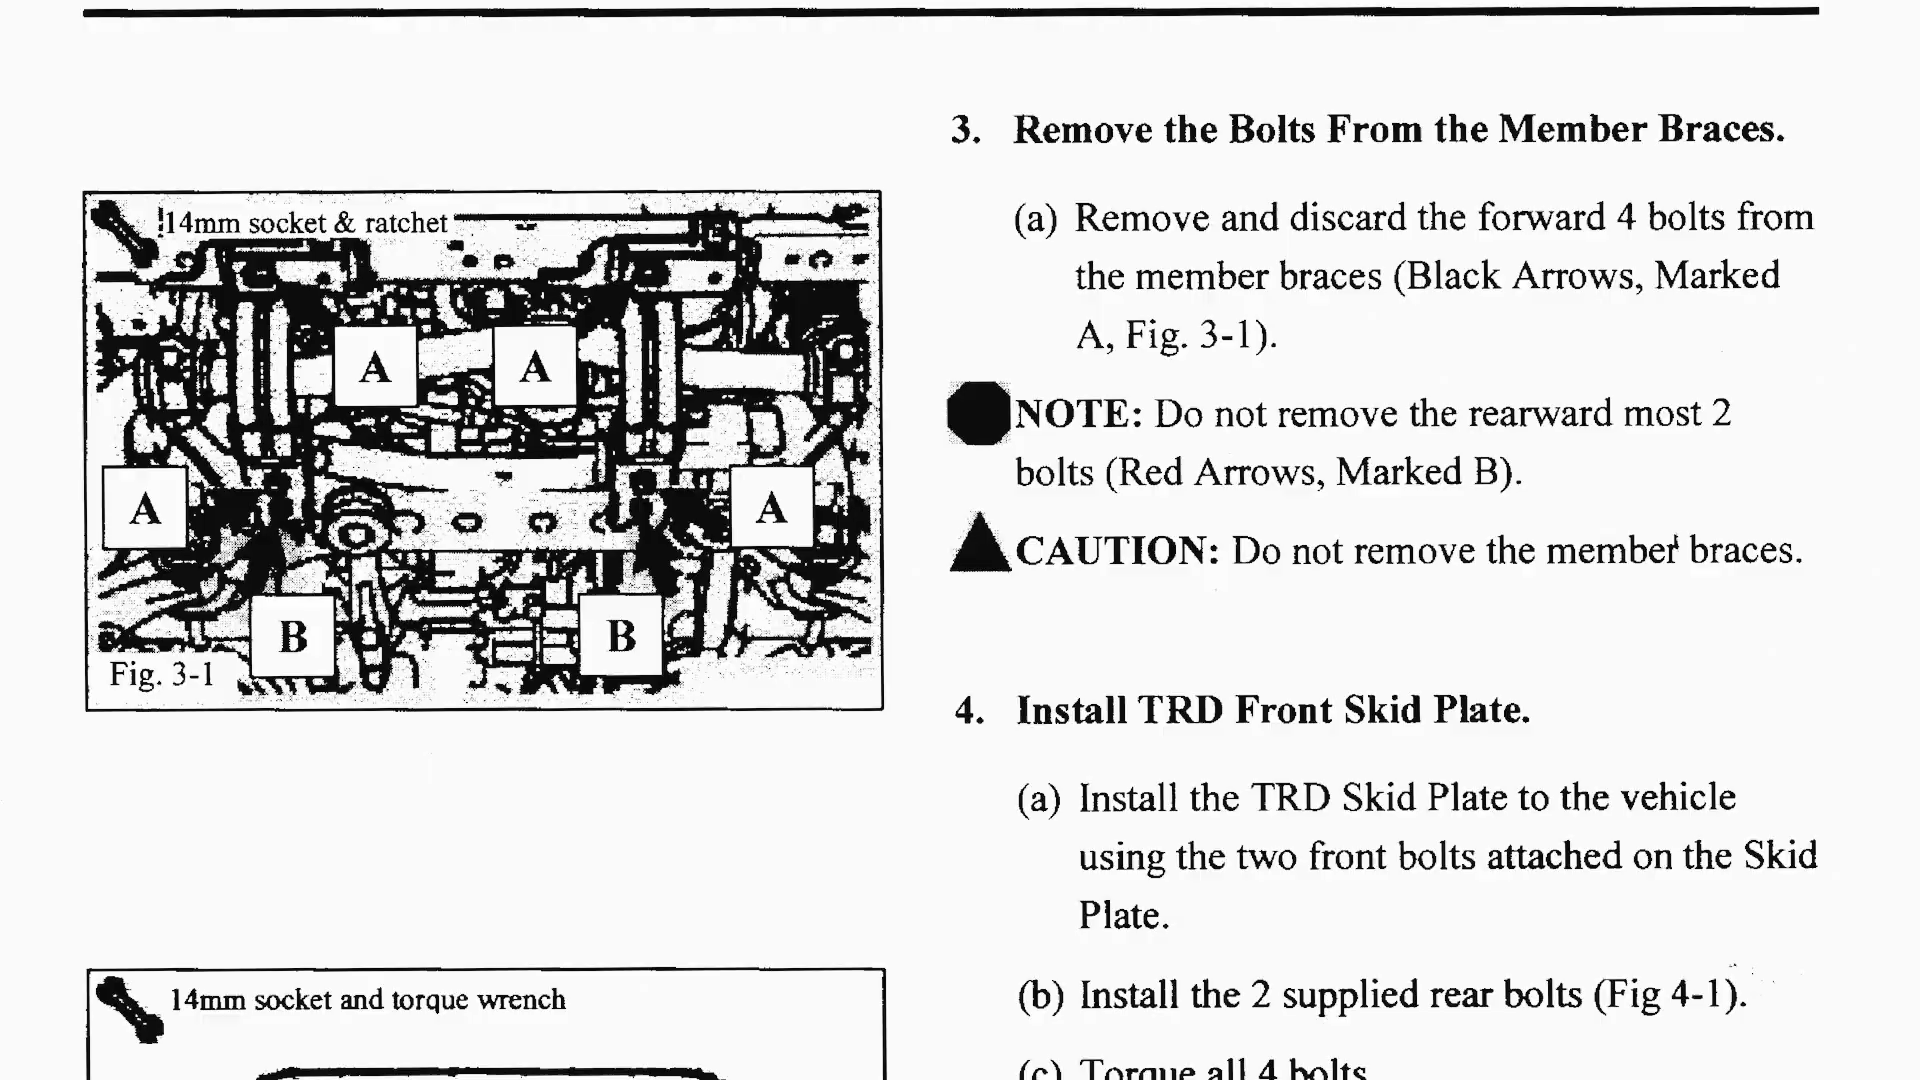 3. Remove the Bolts From the Member Braces.
(a) Remove and discard the forward 4 bolts from
the member braces (Black Arrows, Marked
A, Fig. 3-1).
NOTE: Do not remove the rearward most 2
bolts (Red Arrows, Marked B).
CAUTION: Do not remove the member braces.
14mm socket & ratchet
A A
A A
B B
Fig. 3-1
4. Install TRD Front Skid Plate.
(a) Install the TRD Skid Plate to the vehicle
using the two front bolts attached on the Skid
Plate.
(b) Install the 2 supplied rear bolts (Fig 4-1).
(c) Torque all 4 bolts
14mm socket and torque wrench